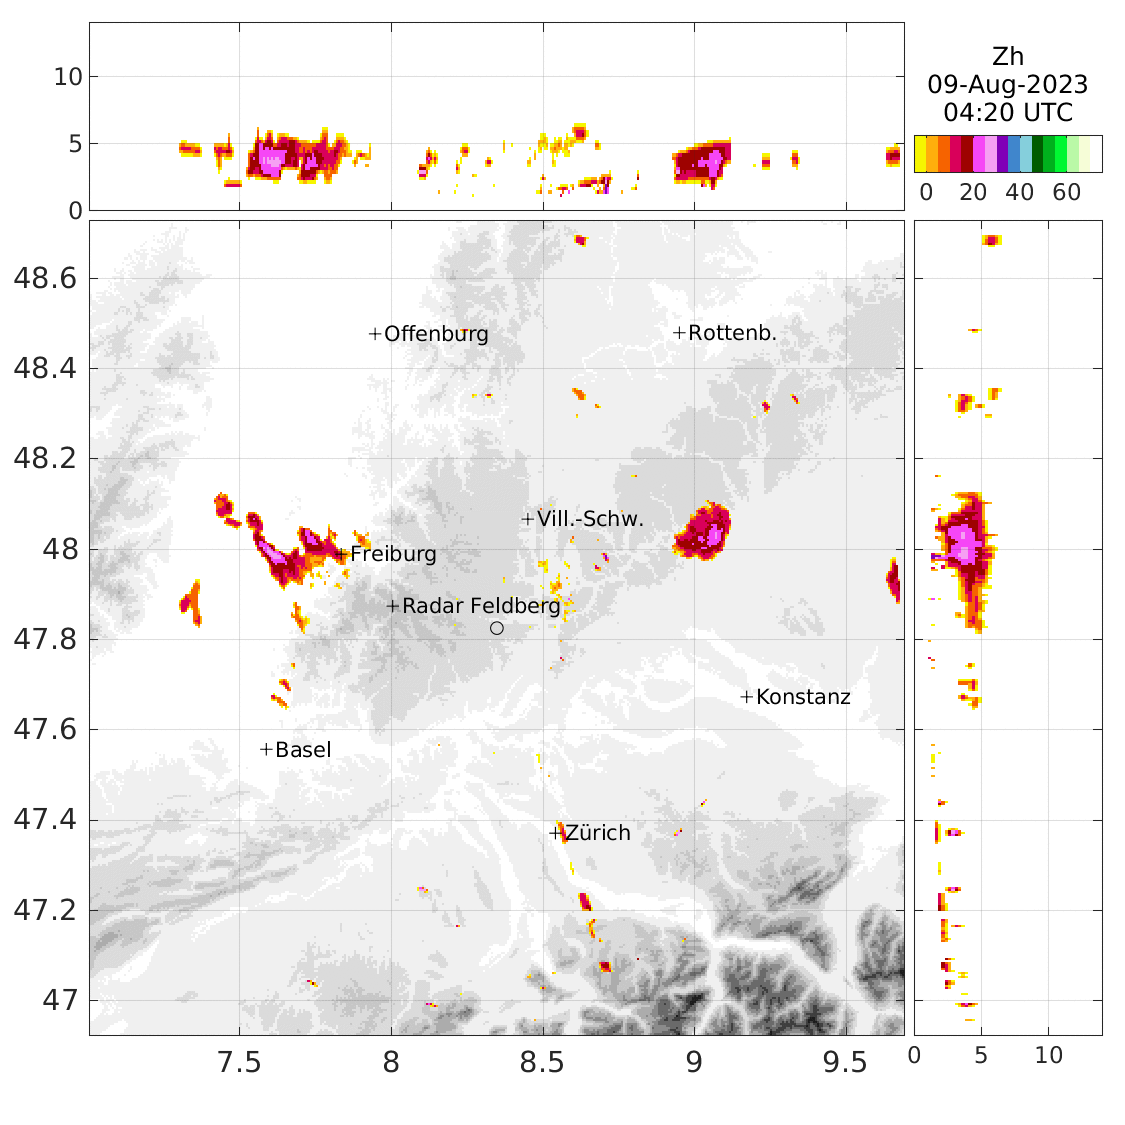 Zh
09-Aug-2023
04:20 UTC
0 20 40 60
10
5
0
48.6
48.4
48.2
48
47.8
47.6
47.4
47.2
47
Offenburg
Rottenb.
Vill.-Schw.
Freiburg
Radar Feldberg
Konstanz
Basel
Zürich
7.5 8 8.5 9 9.5
0 5 10